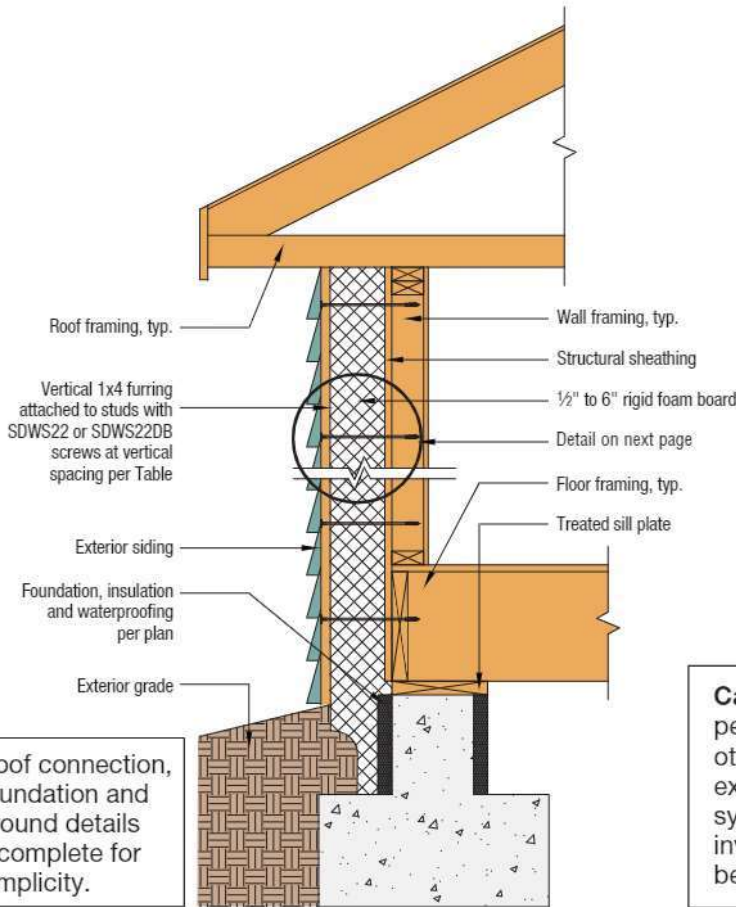 Roof framing, typ.
Vertical 1x4 furring
attached to studs with
SDWS22 or SDWS22DB
screws at vertical
spacing per Table
Exterior siding
Foundation, insulation
and waterproofing
per plan
Exterior grade
Wall framing, typ.
Structural sheathing
½" to 6" rigid foam board
Detail on next page
Floor framing, typ.
Treated sill plate
oof connection,
undation and
ound details
complete for
mplicity.
Ca
pe
ot
ex
sy
inv
be